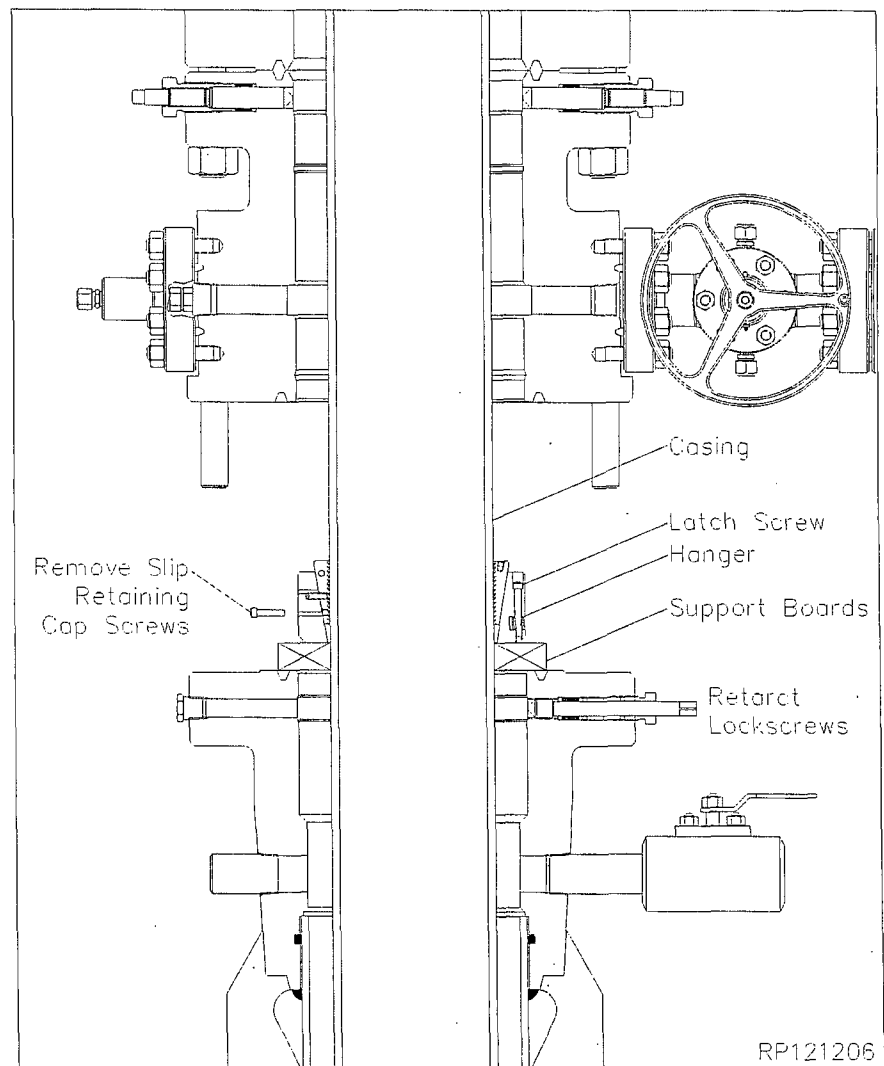 Casing
Latch Screw
Hanger
Support Boards
Remove Slip
Retaining
Cap Screws
Retarct
Lockscrews
RP121206